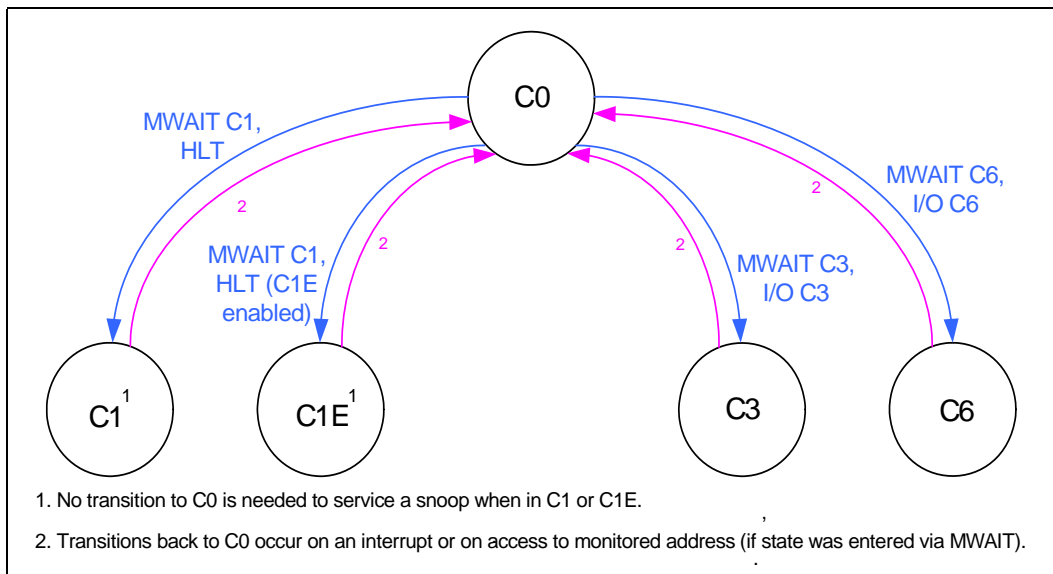 C0
MWAIT C1,
HLT
2
MWAIT C1,
HLT (C1E
enabled)
2
2
MWAIT C3,
I/O C3
2
MWAIT C6,
I/O C6
C1 1
C1E 1
C3
C6
1. No transition to C0 is needed to service a snoop when in C1 or C1E.
,
2. Transitions back to C0 occur on an interrupt or on access to monitored address (if state was entered via MWAIT).
.